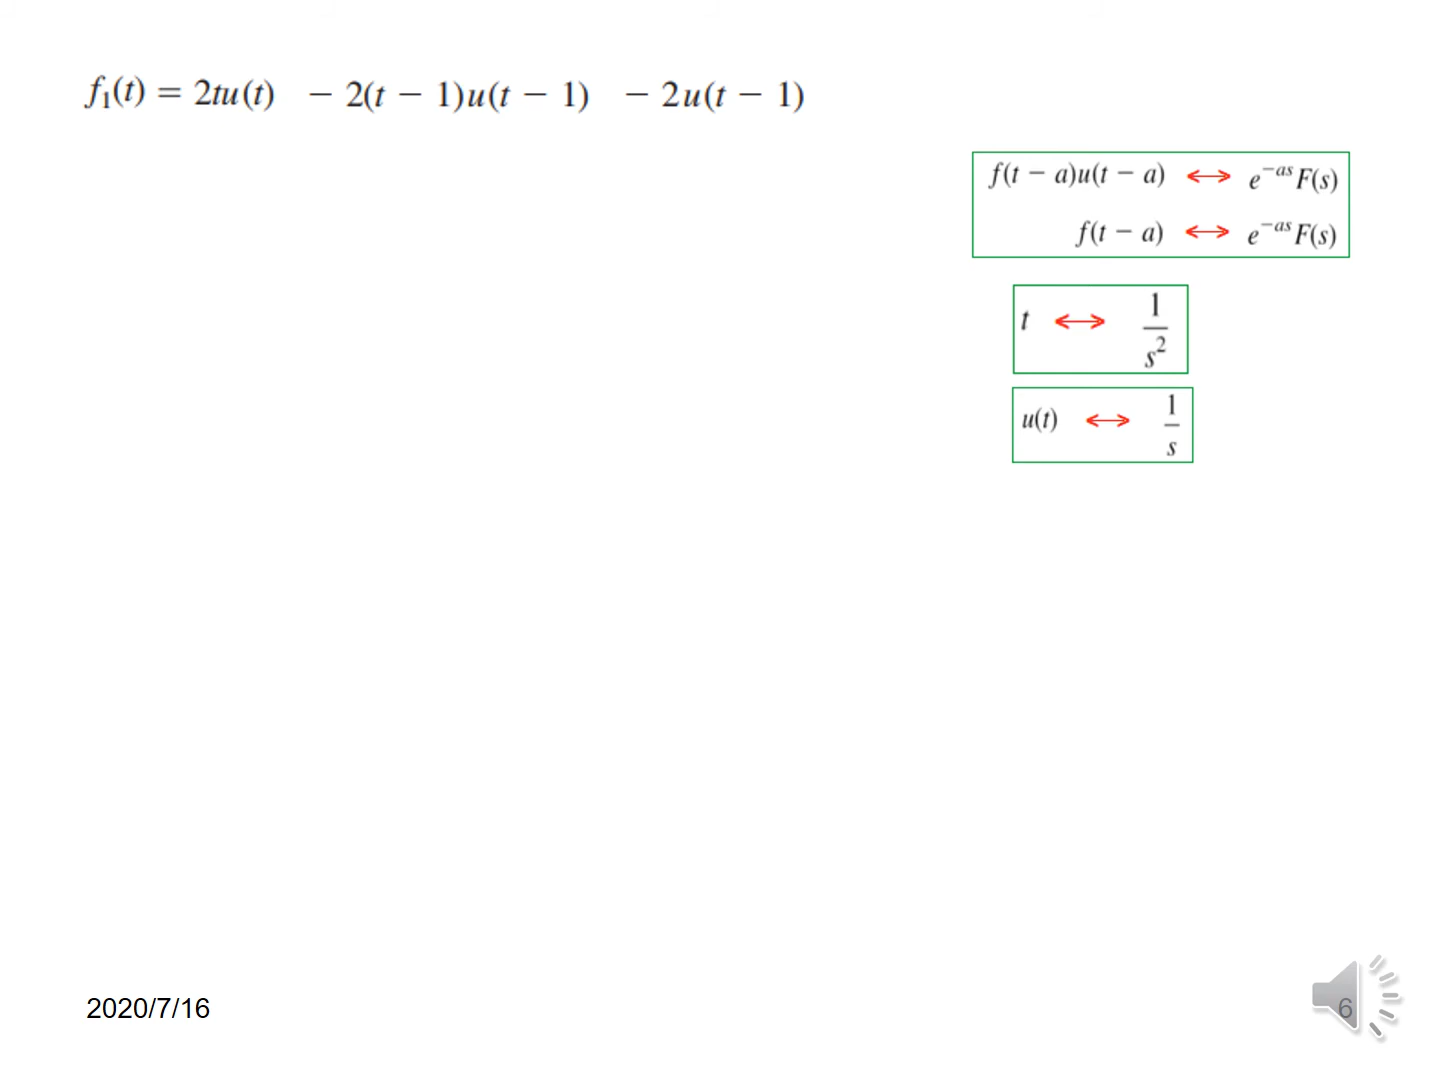 f₁(t) = 2tu(t) − 2(t − 1)u(t − 1) − 2u(t − 1)
f(t − a)u(t − a) ⟷ e⁻ᵃˢ F(s)
f(t − a) ⟷ e⁻ᵃˢ F(s)
t ⟷ 1/s²
u(t) ⟷ 1/s
2020/7/16
6